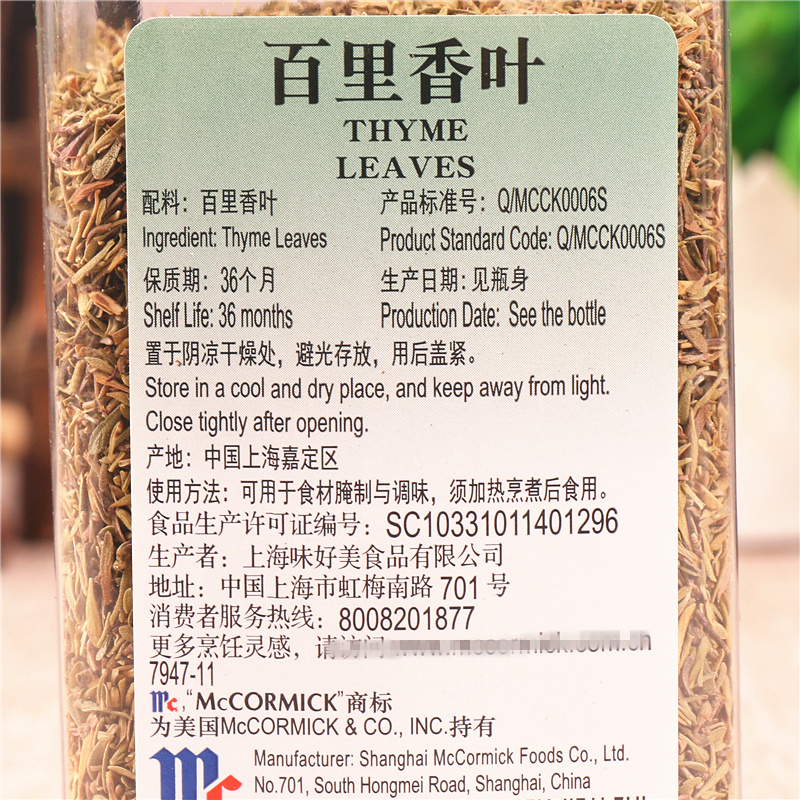 百里香叶
THYME
LEAVES
配料：百里香叶 产品标准号：Q/MCCK0006S
Ingredient: Thyme Leaves Product Standard Code: Q/MCCK0006S
保质期：36个月 生产日期:见瓶身
Shelf Life: 36 months Production Date: See the bottle
置于阴凉干燥处，避光存放，用后盖紧。
Store in a cool and dry place, and keep away from light.
Close tightly after opening.
产地：中国上海嘉定区
使用方法：可用于食材腌制与调味，须加热烹煮后食用。
食品生产许可证编号：SC10331011401296
生产者：上海味好美食品有限公司
地址：中国上海市虹梅南路 701 号
消费者服务热线：8008201877
更多烹饪灵感，请访问
7947-11
Mc,"McCORMICK"商标
为美国McCORMICK & CO., INC.持有
Mc
Manufacturer: Shanghai McCormick Foods Co., Ltd.
No.701, South Hongmei Road, Shanghai, China